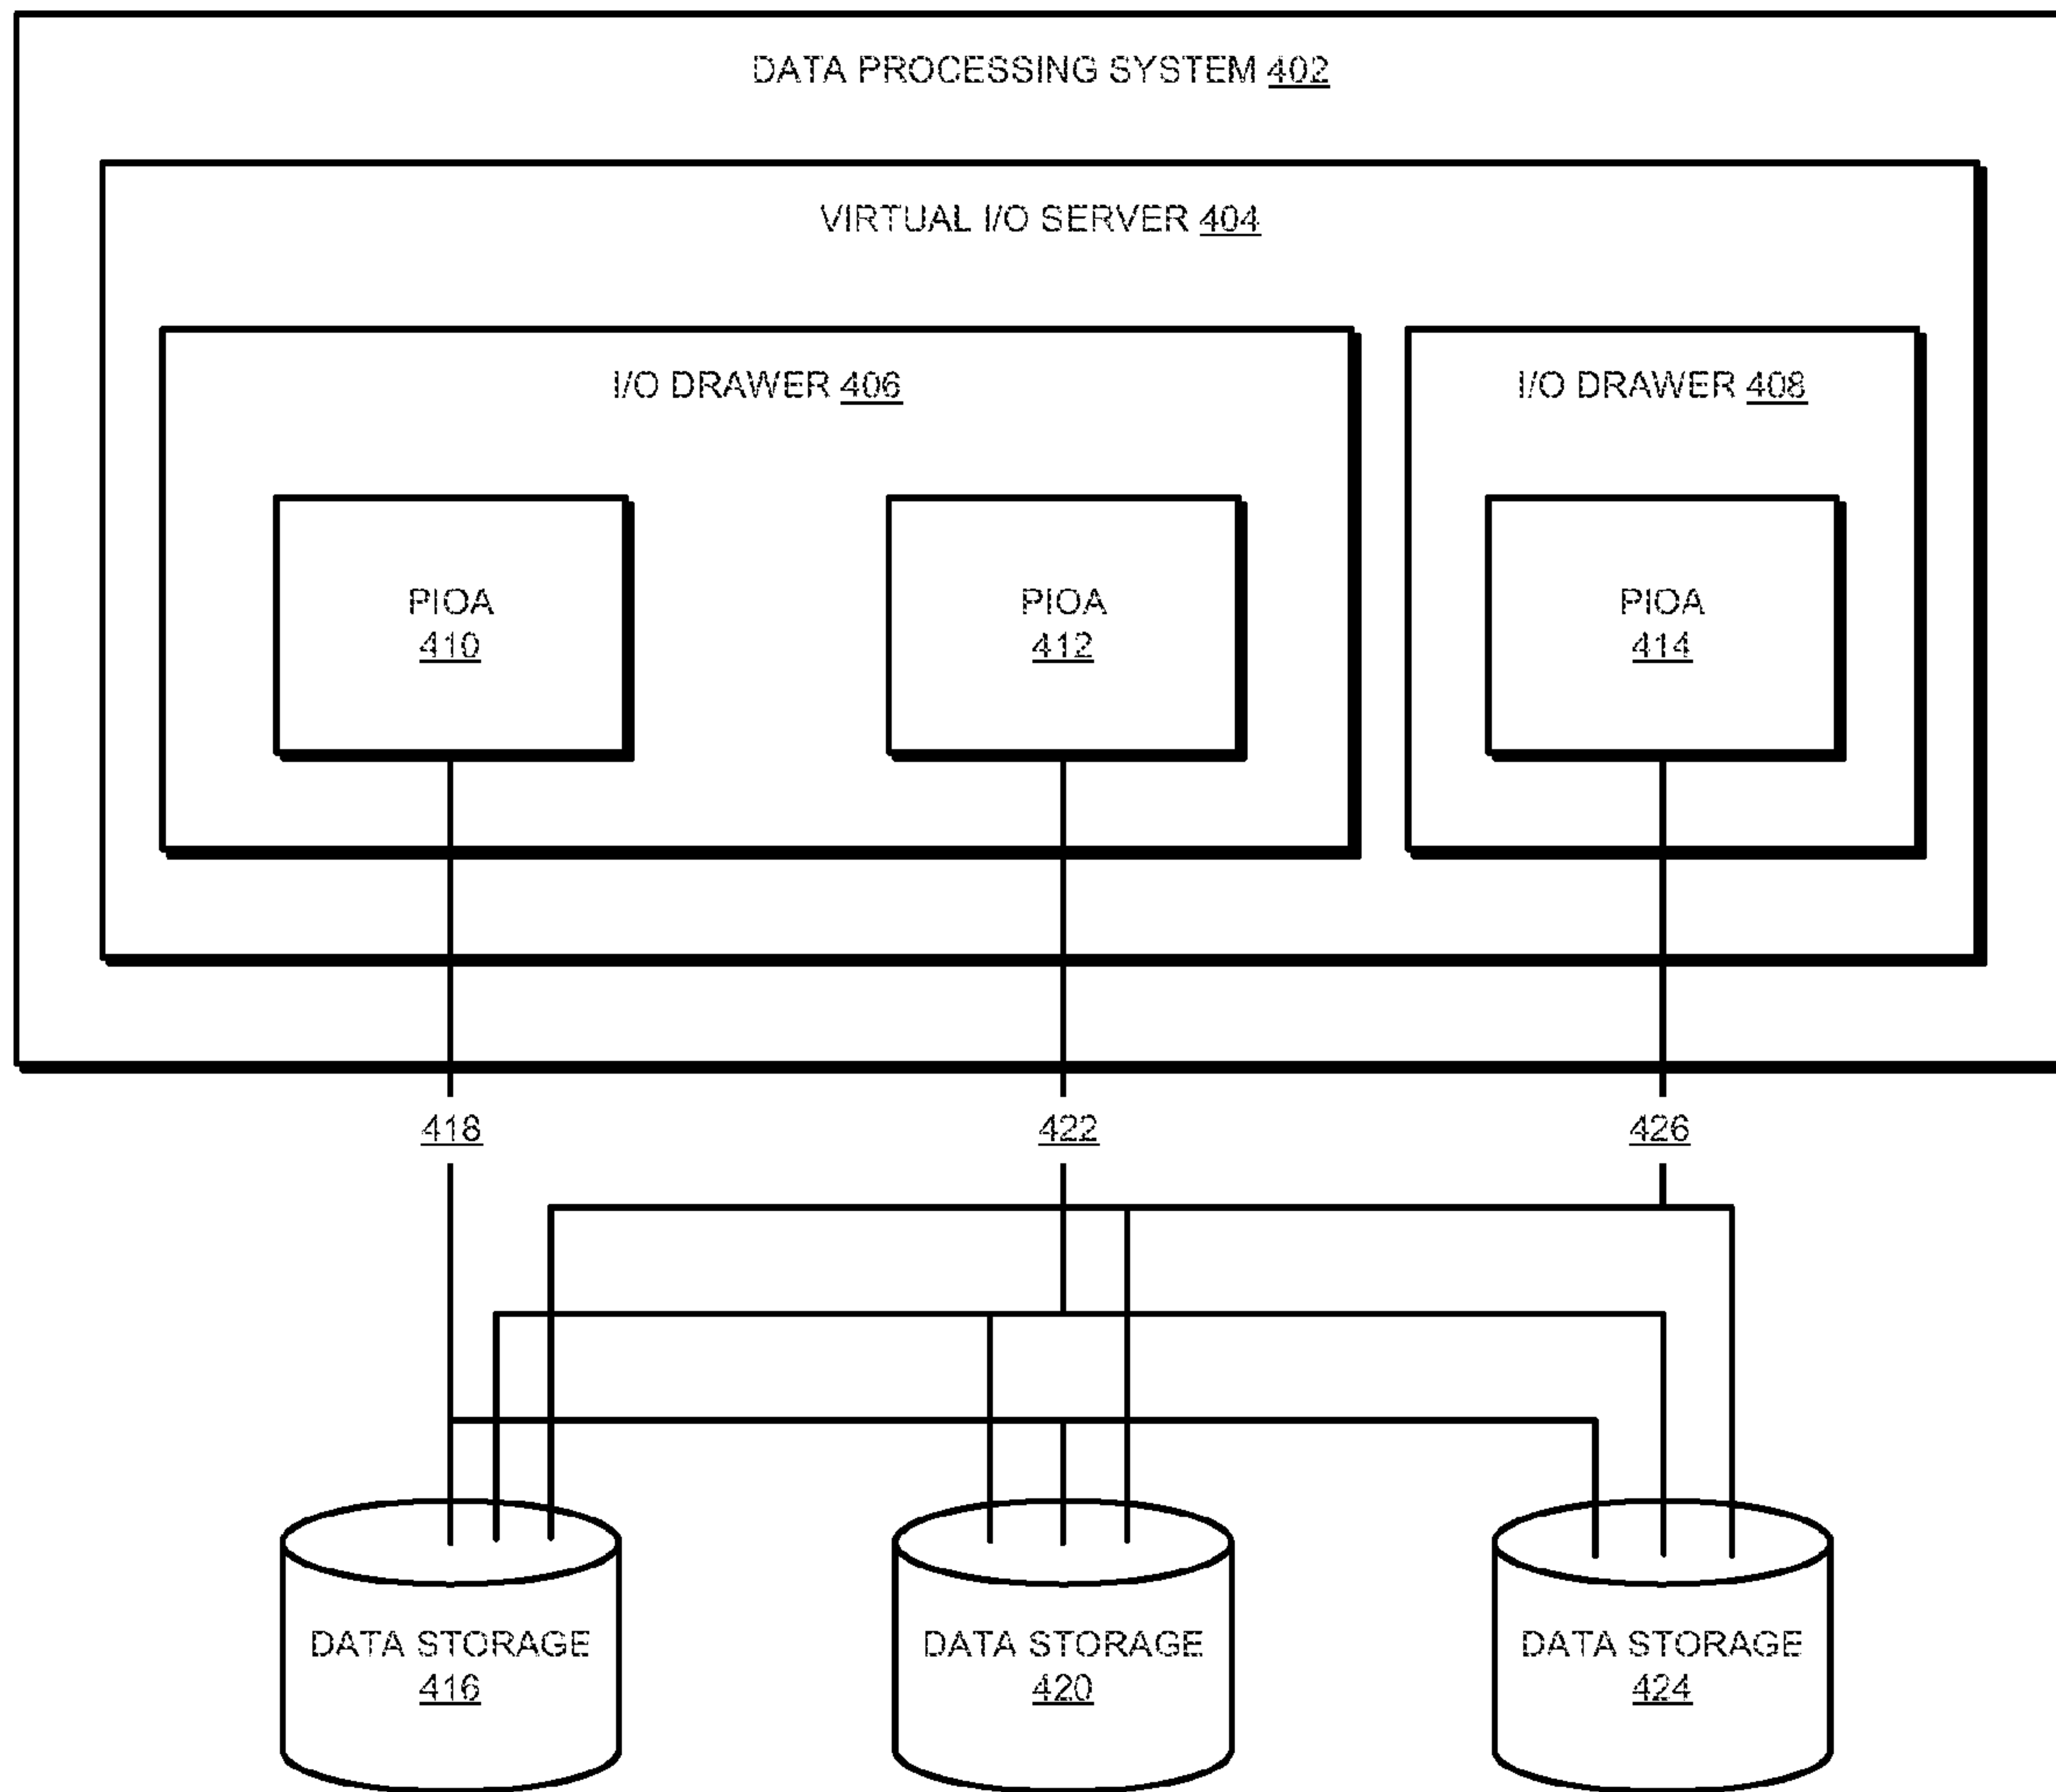 DATA PROCESSING SYSTEM 402
VIRTUAL I/O SERVER 404
I/O DRAWER 406
I/O DRAWER 408
PIOA
410
PIOA
412
PIOA
414
418
422
426
DATA STORAGE
416
DATA STORAGE
420
DATA STORAGE
424